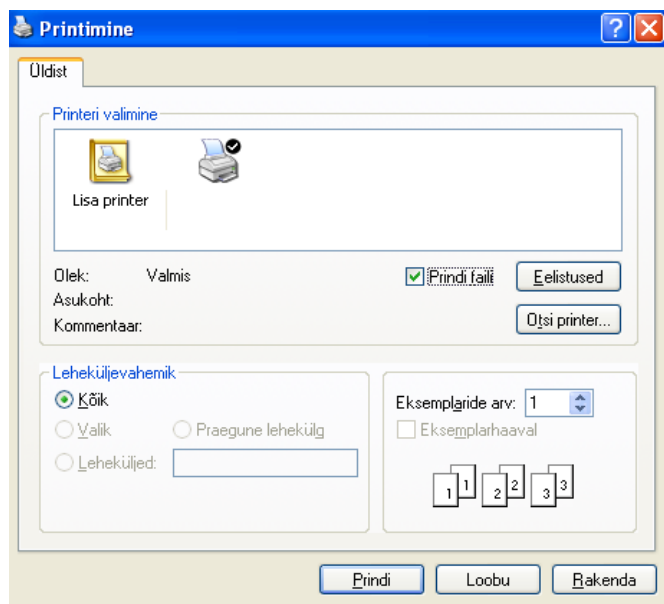 Printimine
Üldist
Printeri valimine
Lisa printer
Olek: Valmis
Prindi faili
Eelistused
Asukoht:
Kommentaar:
Otsi printer...
Leheküljevahemik
Kõik
Valik
Praegune lehekülg
Leheküljed:
Eksemplaride arv: 1
Eksemplarhaaval
1 1 2 2 3 3
Prindi Loobu Rakenda